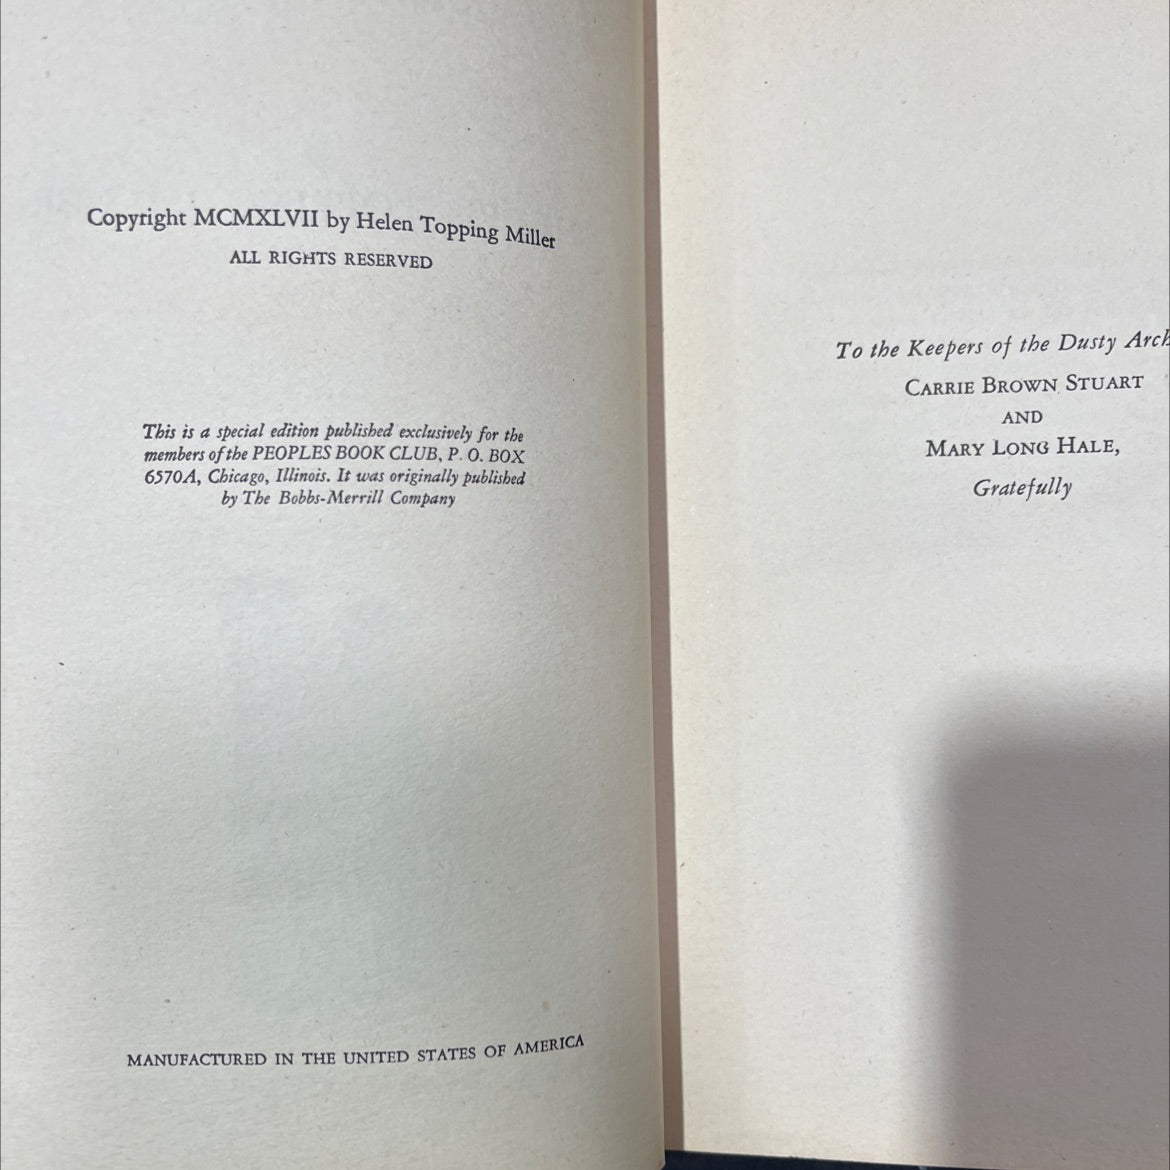 Copyright MCMXLVII by Helen Topping Miller
ALL RIGHTS RESERVED
This is a special edition published exclusively for the
members of the PEOPLES BOOK CLUB, P. O. BOX
6570A, Chicago, Illinois. It was originally published
by The Bobbs-Merrill Company
MANUFACTURED IN THE UNITED STATES OF AMERICA
To the Keepers of the Dusty Arch
CARRIE BROWN STUART
AND
MARY LONG HALE,
Gratefully